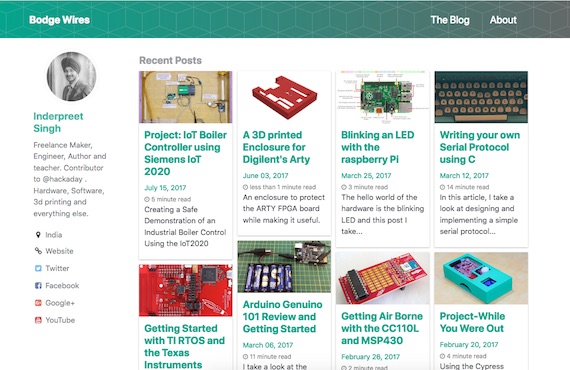 Bodge Wires
The Blog
About
Inderpreet
Singh
Freelance Maker,
Engineer, Author and
teacher. Contributor
to @hackaday .
Hardware, Software,
3d printing and
everything else.
India
Website
Twitter
Facebook
Google+
YouTube
Recent Posts
Project: IoT Boiler
Controller using
Siemens IoT
2020
July 15, 2017
6 minute read
Creating a Safe
Demonstration of an
Industrial Boiler Control
Using the IoT2020
A 3D printed
Enclosure for
Digilent's Arty
June 03, 2017
less than 1 minute read
An enclosure to protect
the ARTY FPGA board
while making it useful.
Blinking an LED
with the
raspberry Pi
March 25, 2017
3 minute read
The hello world of the
hardware is the blinking
LED and this post I
take...
Writing your own
Serial Protocol
using C
March 12, 2017
14 minute read
In this article, I take a
look at designing and
implementing a simple
serial protocol...
Getting Started
with TI RTOS and
the Texas
Instruments
Arduino Genuino
101 Review and
Getting Started
March 06, 2017
11 minute read
I take a look at the
Getting Air Borne
with the CC110L
and MSP430
February 26, 2017
2 minute read
Project-While
You Were Out
February 20, 2017
4 minute read
Using the Cypress